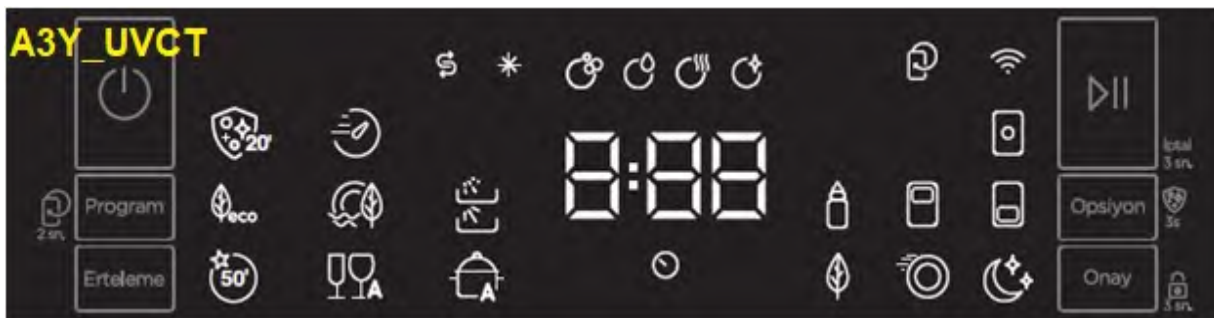 A3Y_UVCT
20'
8:88
İptal
3 sn.
Program
eco
Opsiyon
3s
2 sn.
Erteleme
50'
A
A
Onay
3 sn.